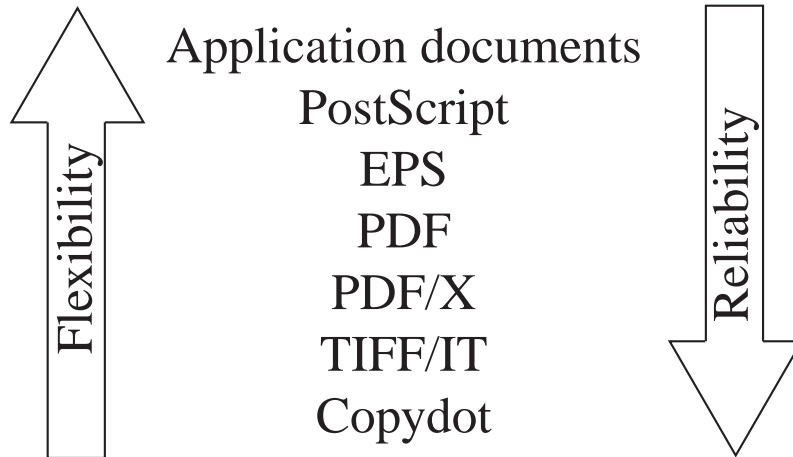 Flexibility
Application documents
PostScript
EPS
PDF
PDF/X
TIFF/IT
Copydot
Reliability